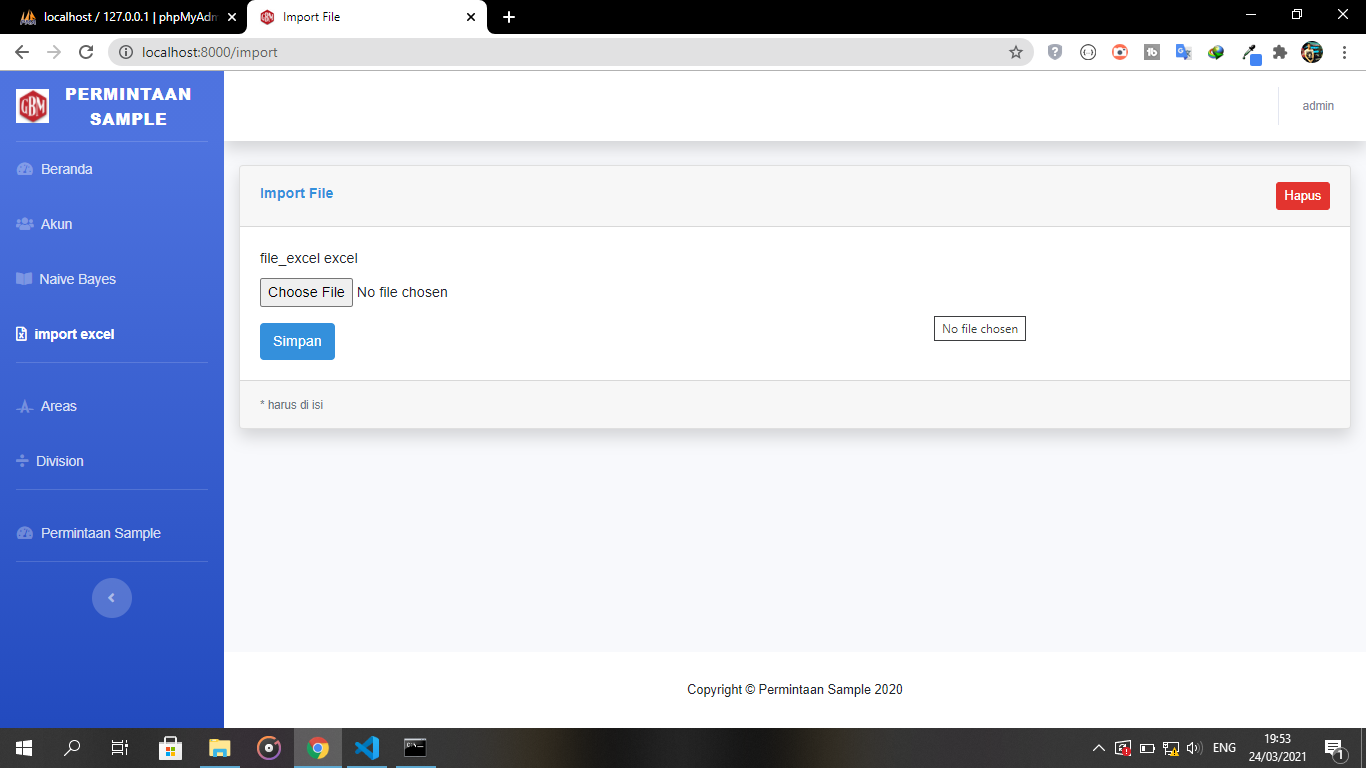 localhost / 127.0.0.1 | phpMyAdm
Import File
localhost:8000/import
GBM
PERMINTAAN
SAMPLE
admin
Beranda
Akun
Naive Bayes
import excel
Areas
Division
Permintaan Sample
Import File
Hapus
file_excel excel
Choose File No file chosen
No file chosen
Simpan
* harus di isi
Copyright © Permintaan Sample 2020
ENG
19:53
24/03/2021
1